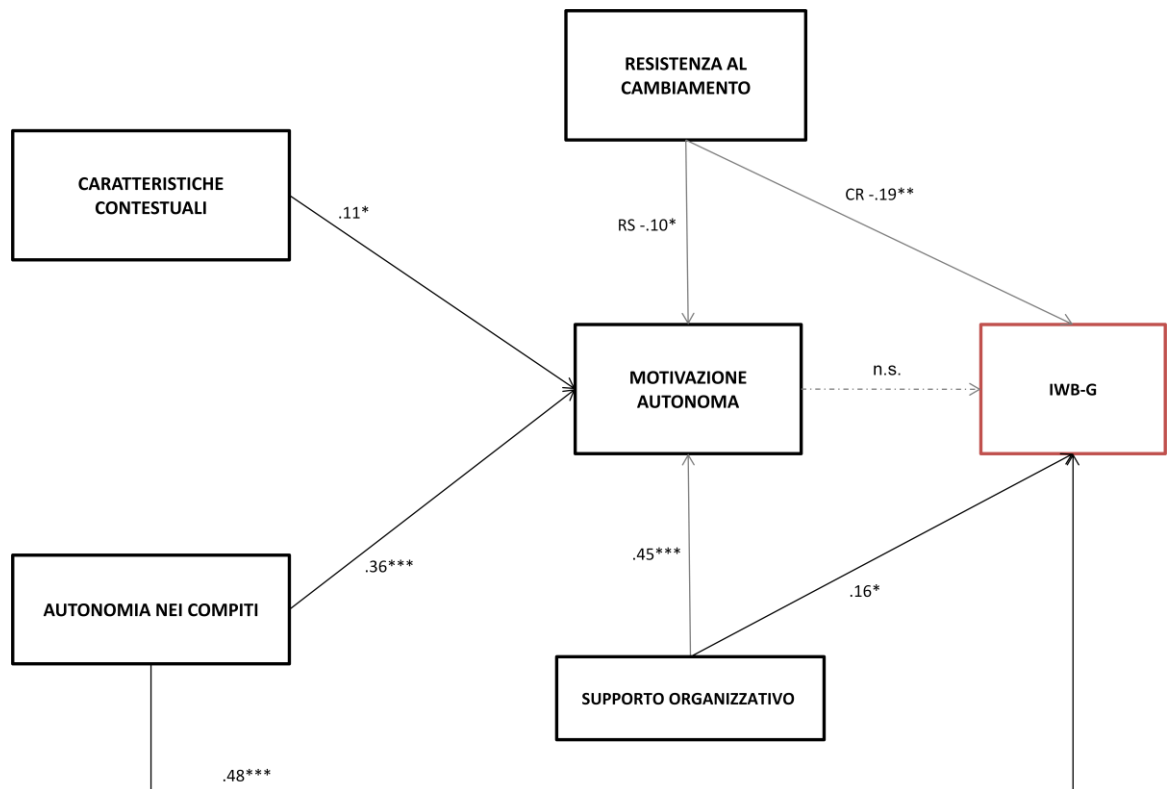 RESISTENZA AL
CAMBIAMENTO
CARATTERISTICHE
CONTESTUALI
.11*
RS -.10*
CR -.19**
MOTIVAZIONE
AUTONOMA
n.s.
IWB-G
.36***
.45***
.16*
AUTONOMIA NEI COMPITI
SUPPORTO ORGANIZZATIVO
.48***